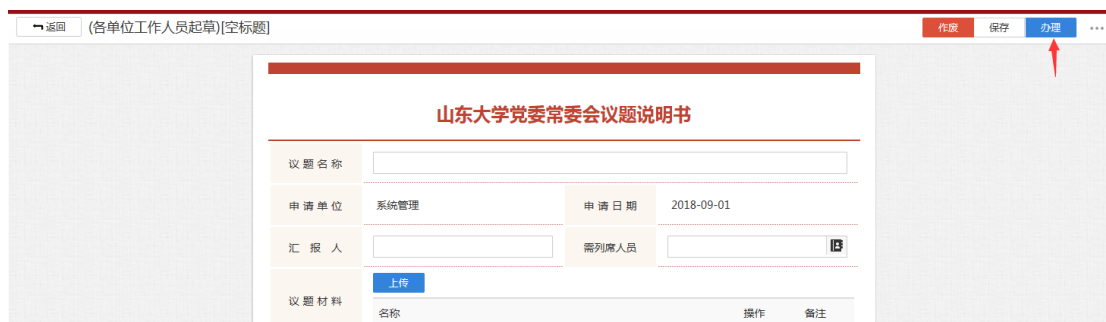 返回 (各单位工作人员起草)[空标题] 作废 保存 办理 •••
山东大学党委常委会议题说明书
议题名称
申请单位 系统管理 申请日期 2018-09-01
汇报人 需列席人员
议题材料 上传
名称 操作 备注